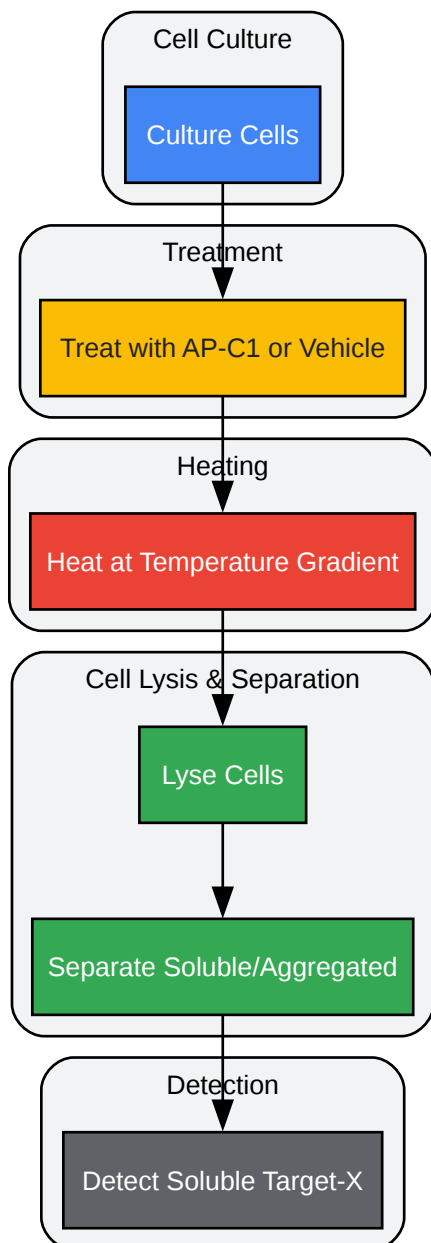 Cell Culture
Culture Cells
Treatment
Treat with AP-C1 or Vehicle
Heating
Heat at Temperature Gradient
Cell Lysis & Separation
Lyse Cells
Separate Soluble/Aggregated
Detection
Detect Soluble Target-X